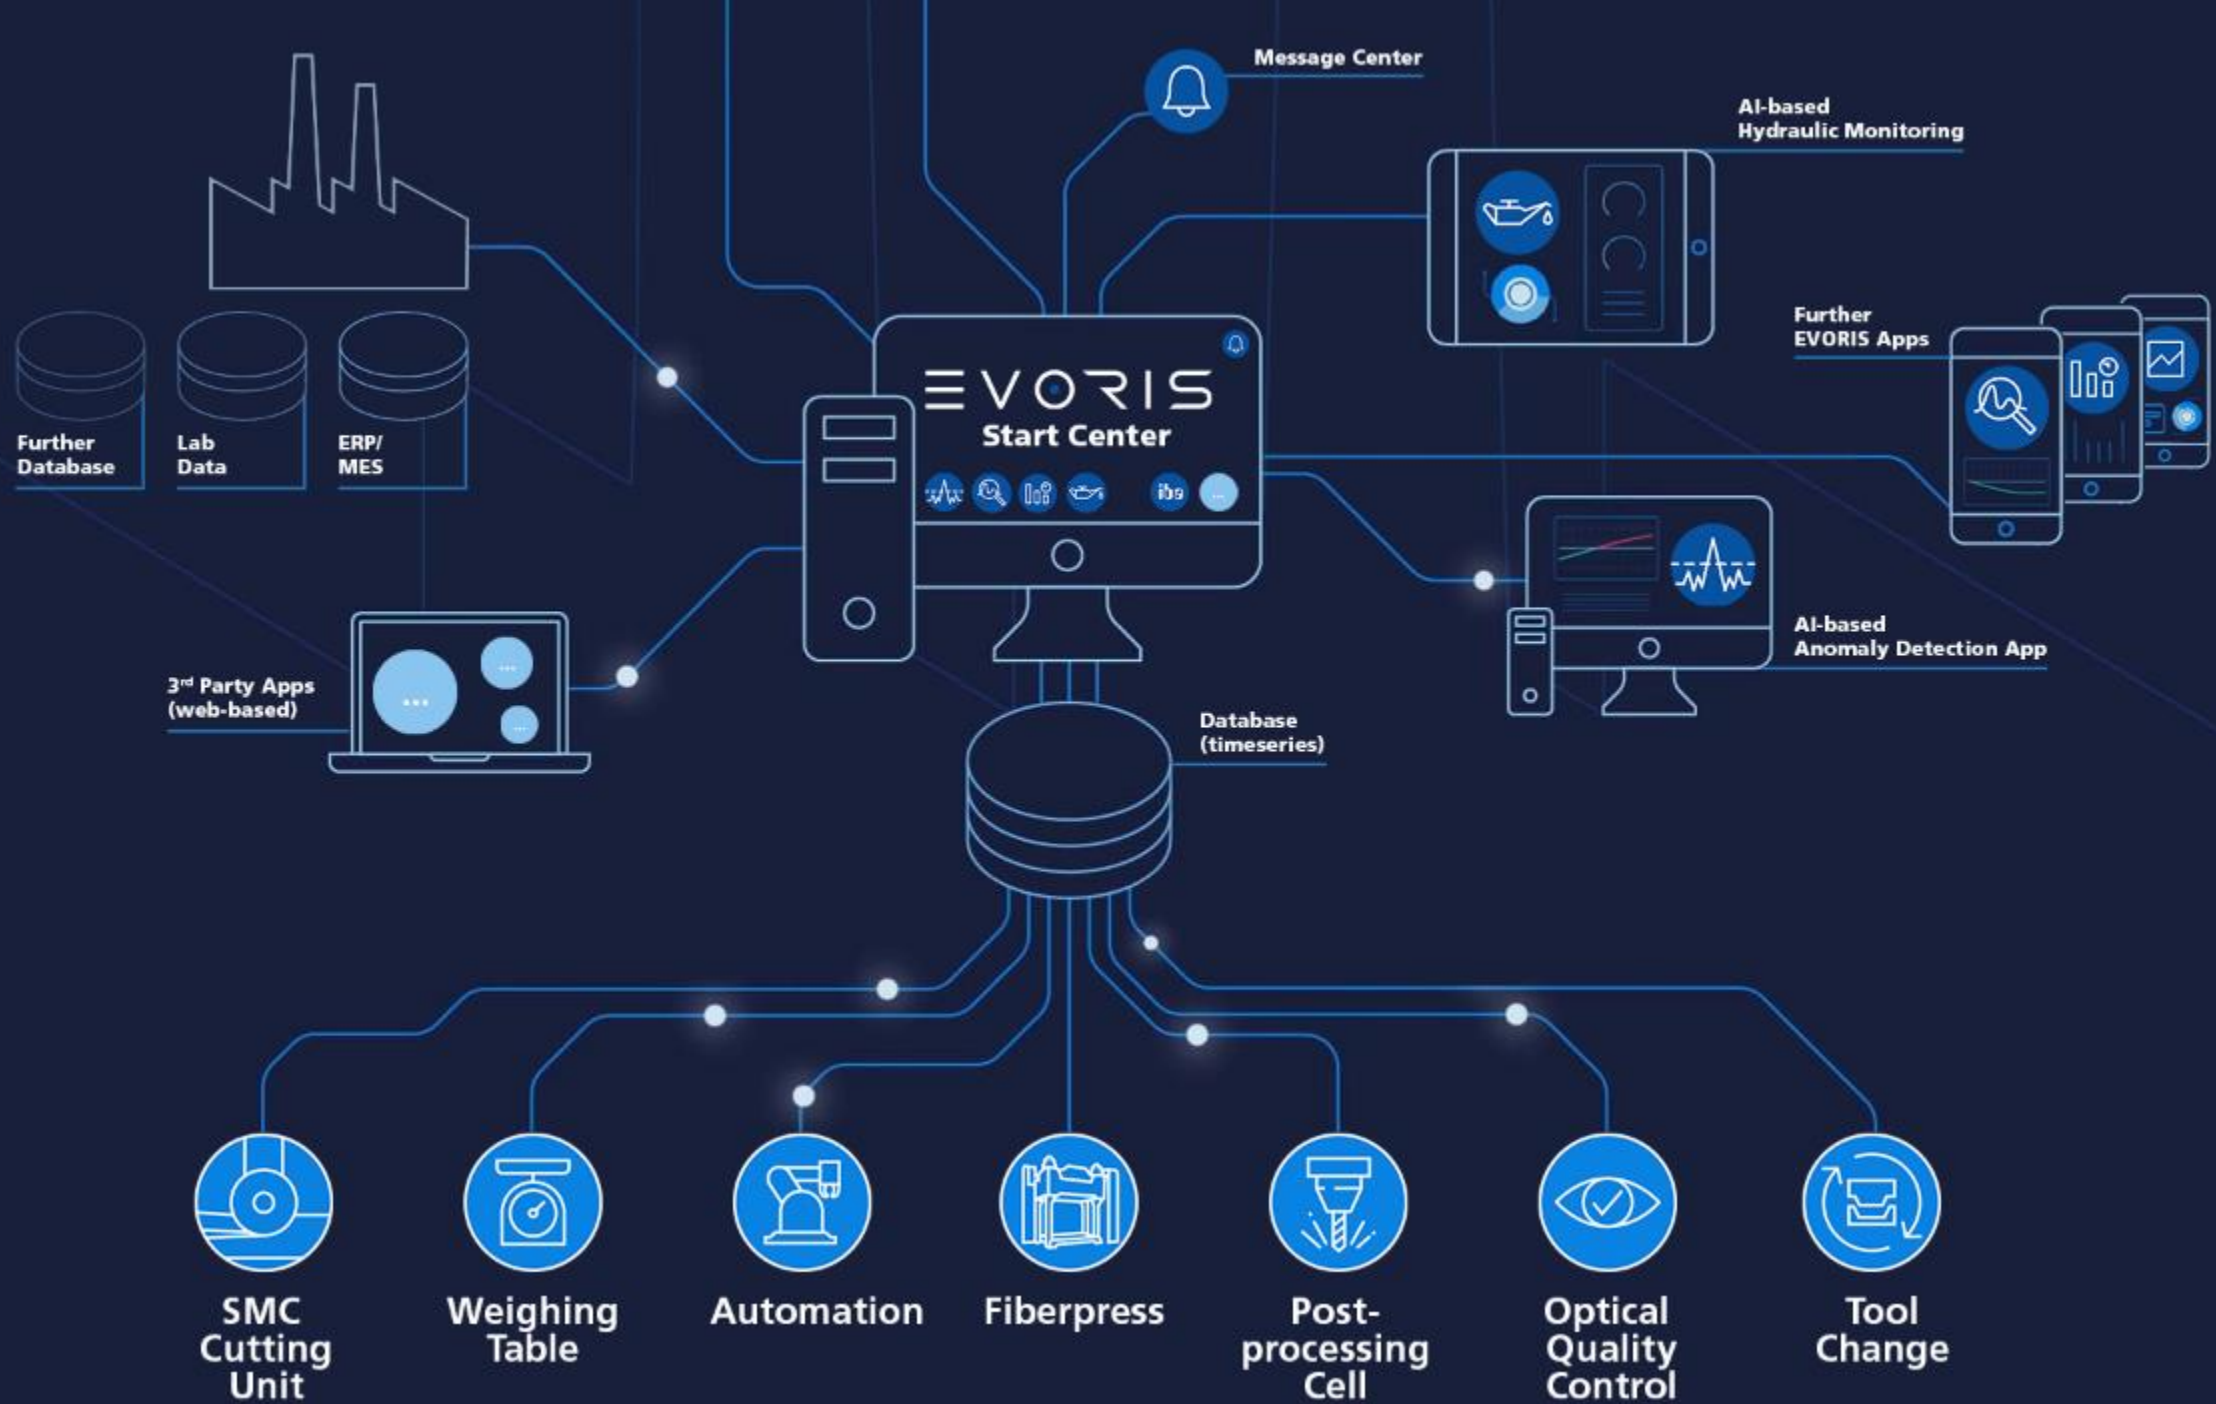 Message Center
AI-based
Hydraulic Monitoring
Further
EVORIS Apps
EVORIS
Start Center
iba
...
Further
Database
Lab
Data
ERP/
MES
AI-based
Anomaly Detection App
3rd Party Apps
(web-based)
...
...
...
Database
(timeseries)
SMC
Cutting
Unit
Weighing
Table
Automation
Fiberpress
Post-
processing
Cell
Optical
Quality
Control
Tool
Change